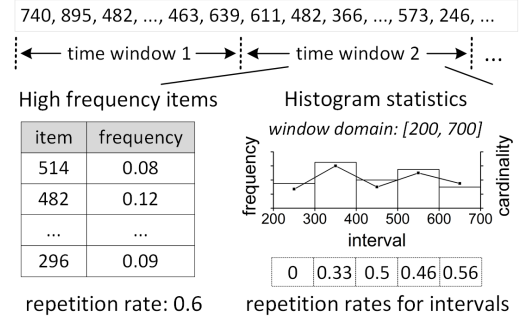 740, 895, 482, ..., 463, 639, 611, 482, 366, ..., 573, 246, ...
time window 1
time window 2
...
High frequency items
item frequency
514 0.08
482 0.12
... ...
296 0.09
repetition rate: 0.6
Histogram statistics
window domain: [200, 700]
frequency
cardinality
200 300 400 500 600 700
interval
0 0.33 0.5 0.46 0.56
repetition rates for intervals